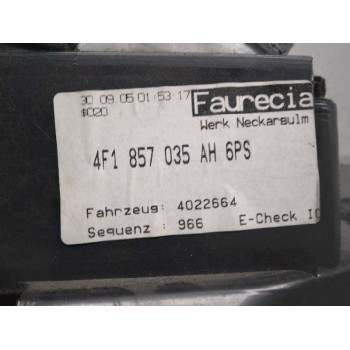 30 09 05 01:53:17
Faurecia
Werk Neckarsulm
4F1 857 035 AH 6PS
Fahrzeug: 4022664
Sequenz : 966 E-Check IO